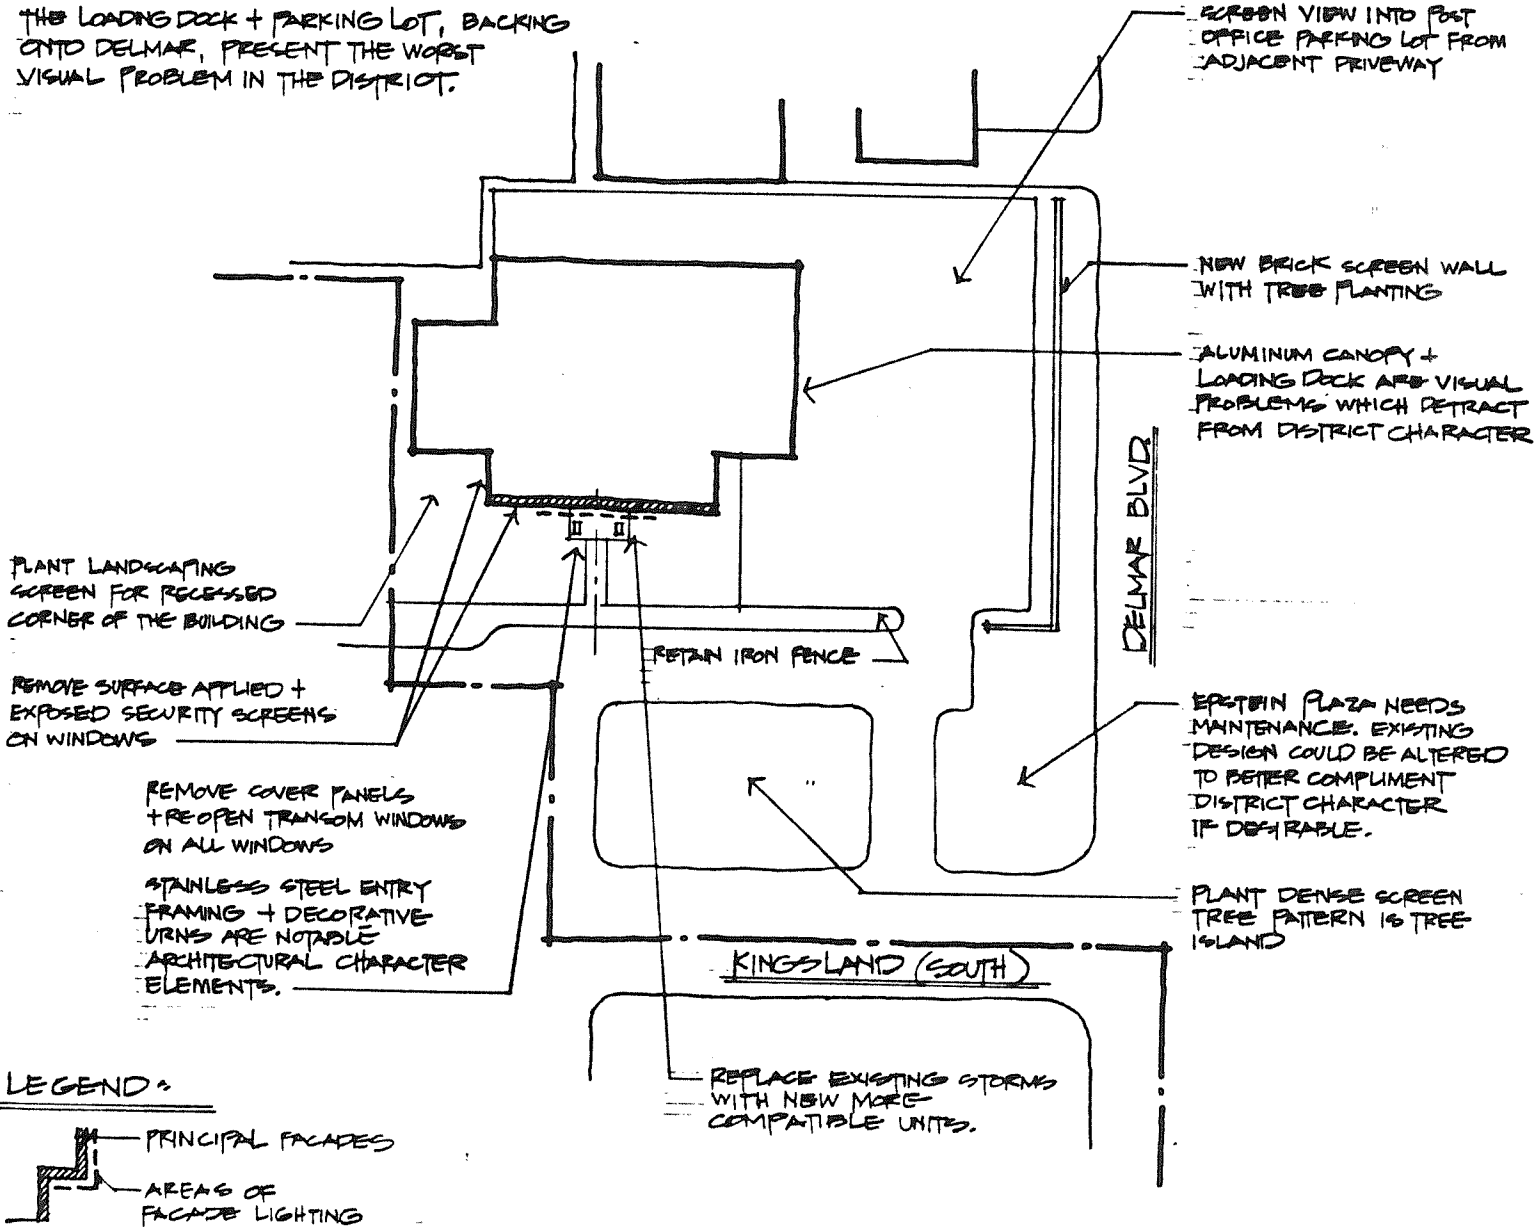 THE LOADING DOCK + PARKING LOT, BACKING
ONTO DELMAR, PRESENT THE WORST
VISUAL PROBLEM IN THE DISTRICT.
SCREEN VIEW INTO POST
OFFICE PARKING LOT FROM
ADJACENT DRIVEWAY
NEW BRICK SCREEN WALL
WITH TREE PLANTING
ALUMINUM CANOPY +
LOADING DOCK ARE VISUAL
PROBLEMS WHICH DETRACT
FROM DISTRICT CHARACTER
DELMAR BLVD.
PLANT LANDSCAPING
SCREEN FOR RECESSED
CORNER OF THE BUILDING
RETAIN IRON FENCE
REMOVE SURFACE APPLIED +
EXPOSED SECURITY SCREENS
ON WINDOWS
EPSTEIN PLAZA NEEDS
MAINTENANCE. EXISTING
DESIGN COULD BE ALTERED
TO BETTER COMPLIMENT
DISTRICT CHARACTER
IF DESIRABLE.
REMOVE COVER PANELS
+ REOPEN TRANSOM WINDOWS
ON ALL WINDOWS
STAINLESS STEEL ENTRY
FRAMING + DECORATIVE
URNS ARE NOTABLE
ARCHITECTURAL CHARACTER
ELEMENTS.
PLANT DENSE SCREEN
TREE PATTERN IS TREE
ISLAND
KINGSLAND (SOUTH)
REPLACE EXISTING STORMS
WITH NEW MORE
COMPATIBLE UNITS.
LEGEND:
PRINCIPAL FACADES
AREAS OF
FACADE LIGHTING